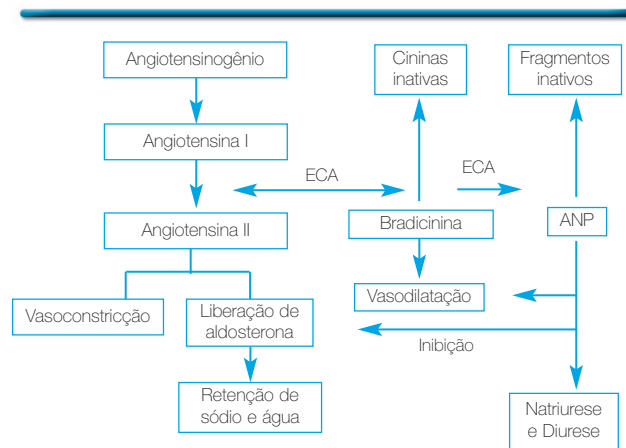 Angiotensinogênio
Cininas
inativas
Fragmentos
inativos
Angiotensina I
ECA
ECA
Angiotensina II
Bradicinina
ANP
Vasoconstricção
Liberação de
aldosterona
Vasodilatação
Inibição
Retenção de
sódio e água
Natriurese
e Diurese